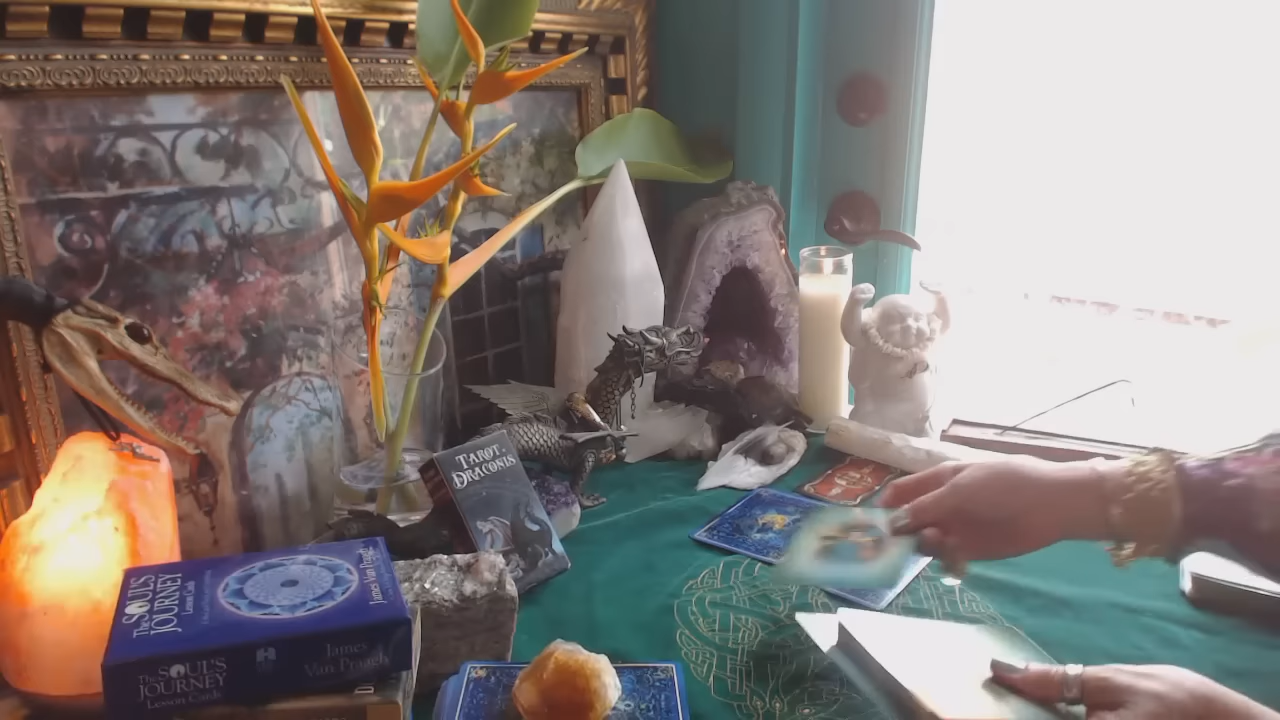 TAROT
DRACONIS
The SOUL'S
JOURNEY
Lesson Cards
James Van Praagh
The SOUL'S
JOURNEY
Lesson Cards
James
Van Praagh